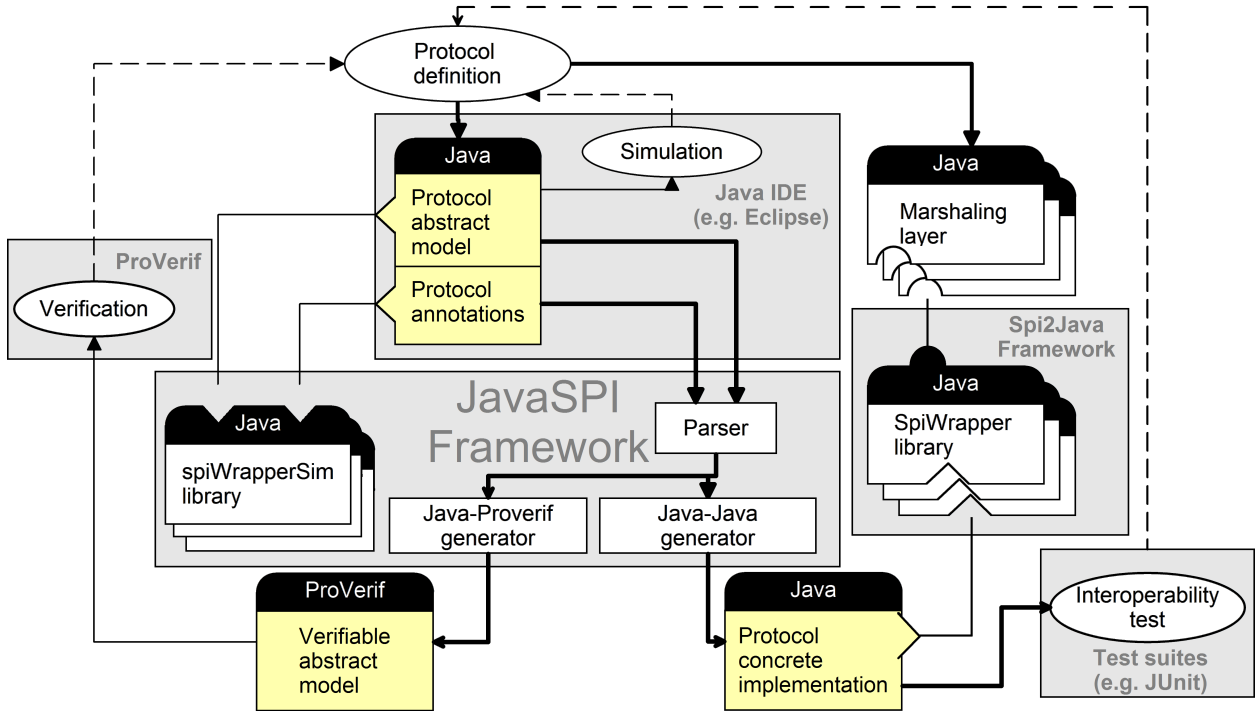 Protocol
definition
Java
Simulation
Java
Protocol
abstract
model
Java IDE
(e.g. Eclipse)
Marshaling
layer
ProVerif
Verification
Protocol
annotations
Spi2Java
Framework
JavaSPI
Framework
Java
Parser
SpiWrapper
library
Java
spiWrapperSim
library
Java-Proverif
generator
Java-Java
generator
ProVerif
Verifiable
abstract
model
Java
Protocol
concrete
implementation
Interoperability
test
Test suites
(e.g. JUnit)